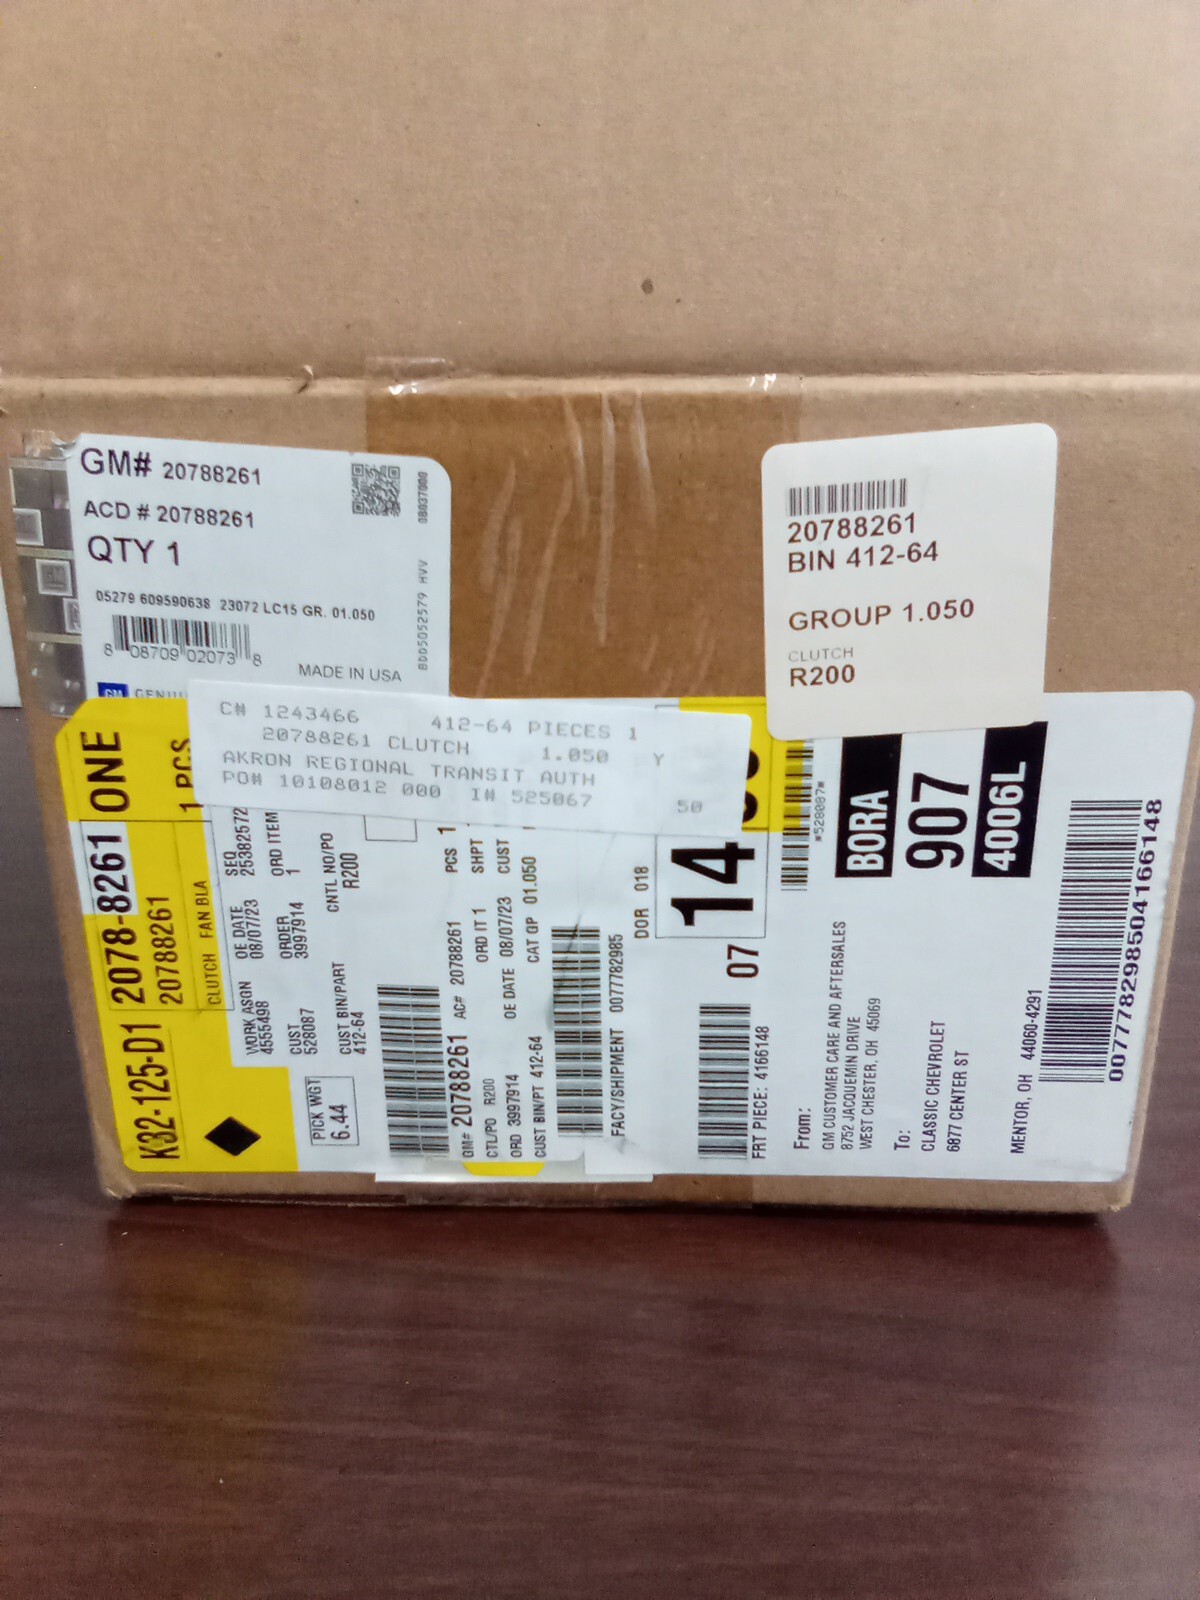 GM# 20788261
ACD # 20788261
QTY 1
05279 609590638 23072 LC15 GR. 01.050
8 08709 02073 8
MADE IN USA
GM
08037000
BDD5052579 HVV
20788261
BIN 412-64
GROUP 1.050
CLUTCH
R200
C# 1243466 412-64 PIECES 1
20788261 CLUTCH 1.050 Y
AKRON REGIONAL TRANSIT AUTH
PO# 10108012 000 I# 525067 50
K32-125-D1 2078-8261 ONE
20788261 1 PCS
CLUTCH FAN BLA
WORK ASGN OE DATE SEQ
4555498 08/07/23 25382572
CUST ORDER ORD ITEM
528087 3997914 1
CUST BIN/PART CNTL NO/PO
412-64 R200
PICK WGT
6.44
GM# 20788261 AC# 20788261 PCS 1
CTL/PO R200 ORD IT 1 SHPT
ORD 3997914 OE DATE 08/07/23 CUST
CUST BIN/PT 412-64 CAT GP 01.050
FACY/SHIPMENT 0077782985
DOR 018
14
07
FRT PIECE: 4166148
*528087*
BORA
907
4006L
From:
GM CUSTOMER CARE AND AFTERSALES
8752 JACQUEMIN DRIVE
WEST CHESTER, OH 45069
To:
CLASSIC CHEVROLET
6877 CENTER ST
MENTOR, OH 44060-4291
007778298504166148